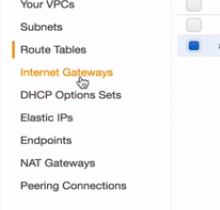 Your VPCs
Subnets
Route Tables
Internet Gateways
DHCP Options Sets
Elastic IPs
Endpoints
NAT Gateways
Peering Connections